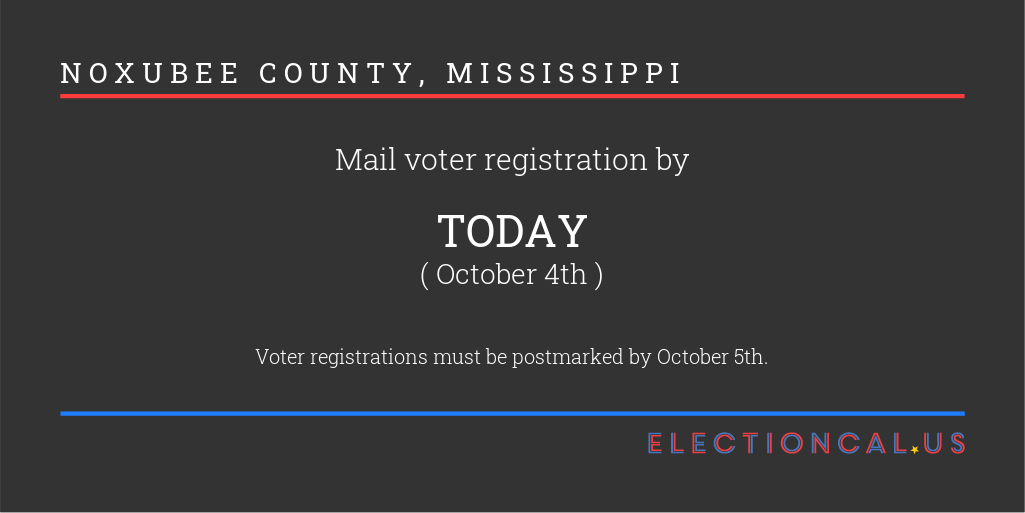 NOXUBEE COUNTY, MISSISSIPPI
Mail voter registration by
TODAY
( October 4th )
Voter registrations must be postmarked by October 5th.
ELECTIONCAL.US